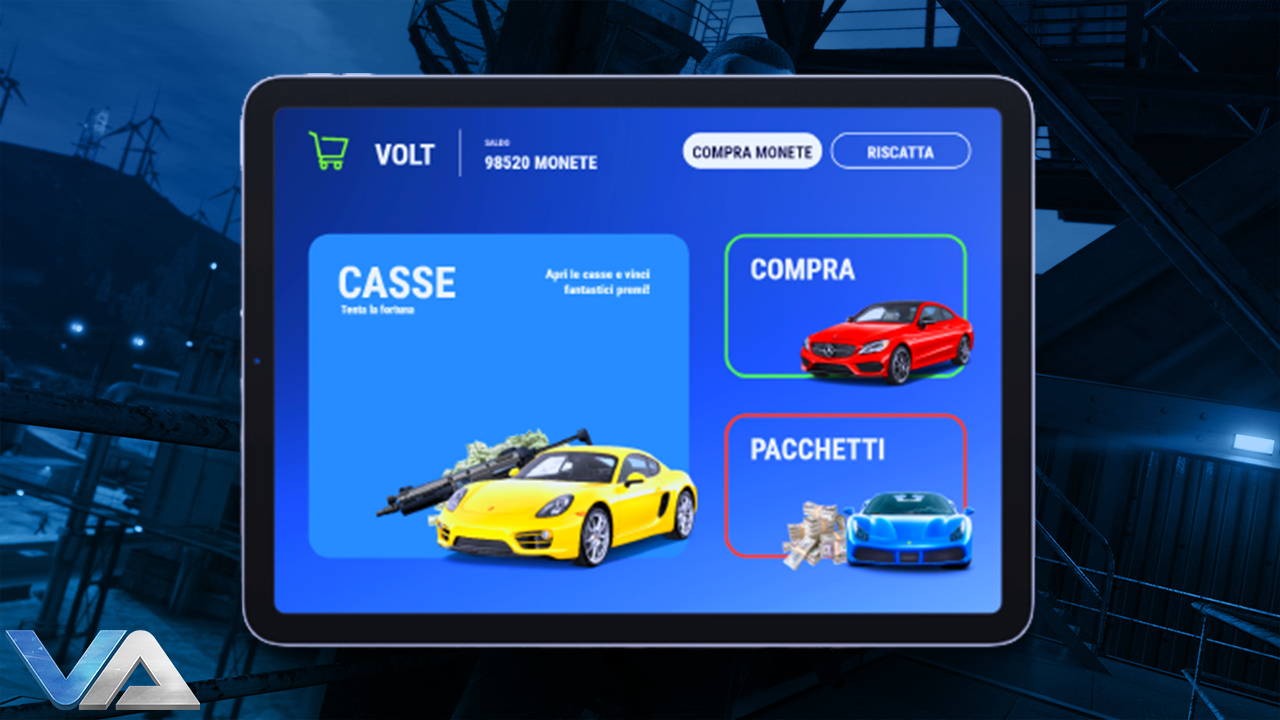 VOLT
SALDO
98520 MONETE
COMPRA MONETE
RISCATTA
CASSE
Tenta la fortuna
Apri le casse e vinci
fantastici premi!
COMPRA
PACCHETTI
VA